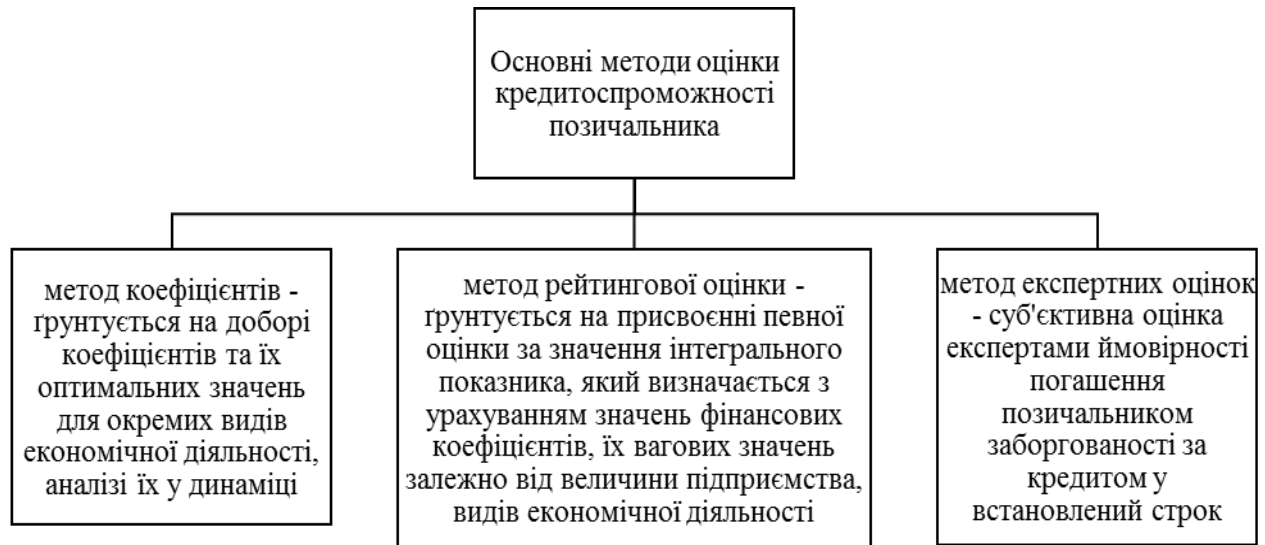 Основні методи оцінки
кредитоспроможності
позичальника
метод коефіцієнтів -
ґрунтується на доборі
коефіцієнтів та їх
оптимальних значень
для окремих видів
економічної діяльності,
аналізі їх у динаміці
метод рейтингової оцінки -
ґрунтується на присвоєнні певної
оцінки за значення інтегрального
показника, який визначається з
урахуванням значень фінансових
коефіцієнтів, їх вагових значень
залежно від величини підприємства,
видів економічної діяльності
метод експертних оцінок
- суб'єктивна оцінка
експертами ймовірності
погашення
позичальником
заборгованості за
кредитом у
встановлений строк